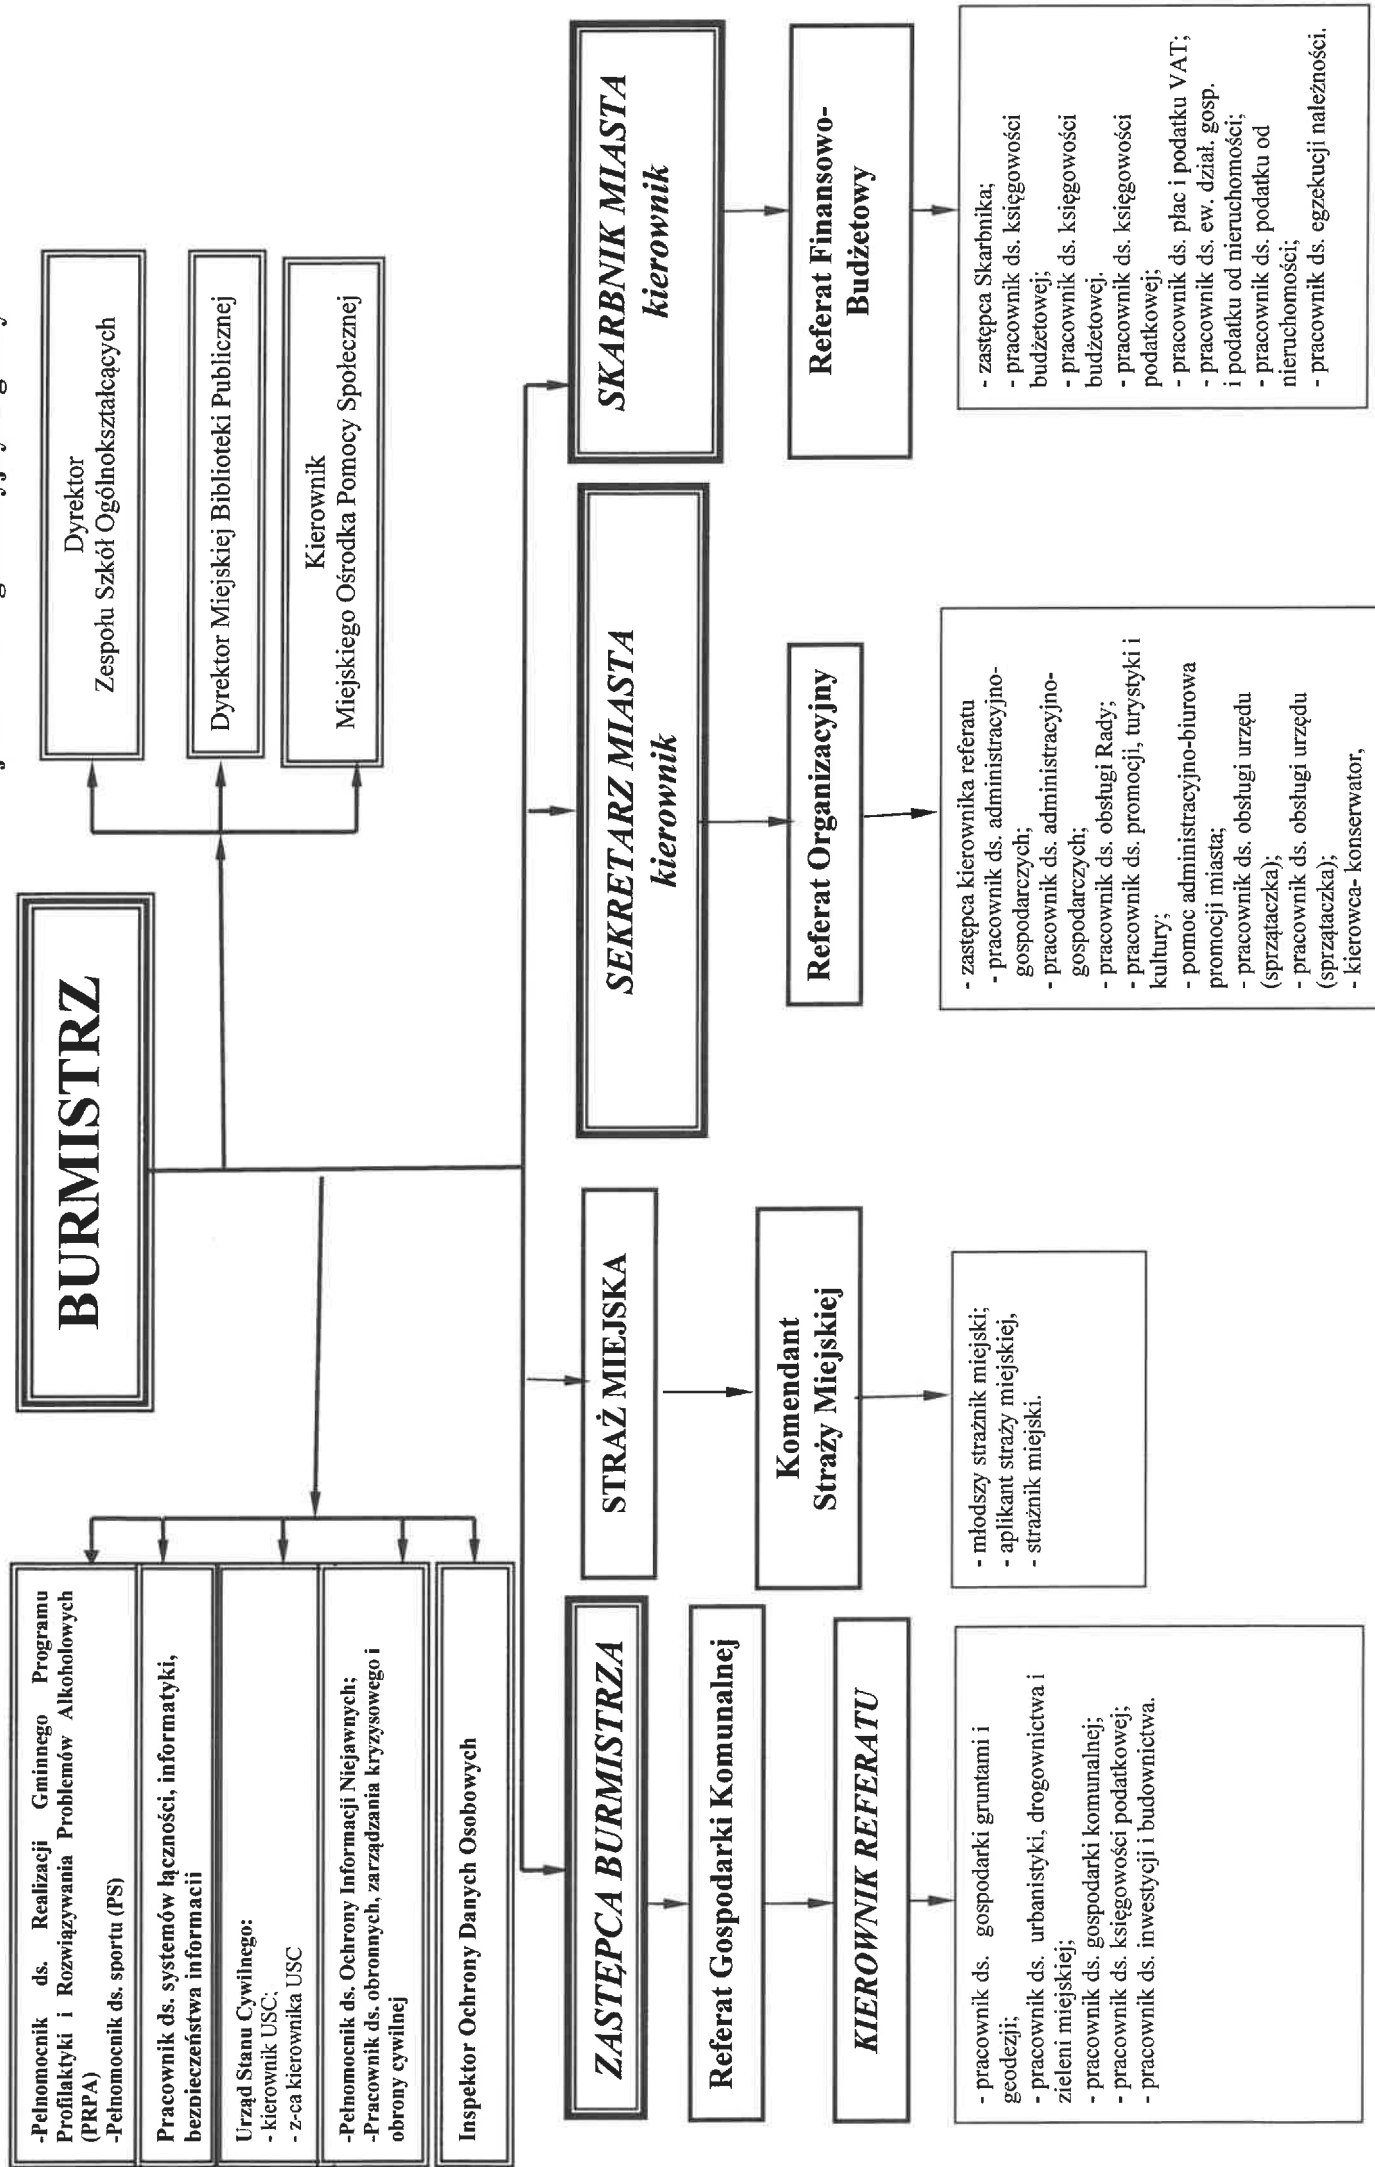 BURMISTRZ
-Pełnomocnik ds. Realizacji Gminnego Programu
Profilaktyki i Rozwiązywania Problemów Alkoholowych
(PRPA)
-Pełnomocnik ds. sportu (PS)
Pracownik ds. systemów łączności, informatyki,
bezpieczeństwa informacji
Urząd Stanu Cywilnego:
- kierownik USC;
- z-ca kierownika USC
-Pełnomocnik ds. Ochrony Informacji Niejawnych;
-Pracownik ds. obronnych, zarządzania kryzysowego i
obrony cywilnej
Inspektor Ochrony Danych Osobowych
Dyrektor
Zespołu Szkół Ogólnokształcących
Dyrektor Miejskiej Biblioteki Publicznej
Kierownik
Miejskiego Ośrodka Pomocy Społecznej
ZASTĘPCA BURMISTRZA
Referat Gospodarki Komunalnej
KIEROWNIK REFERATU
- pracownik ds. gospodarki gruntami i
geodezji;
- pracownik ds. urbanistyki, drogownictwa i
zieleni miejskiej;
- pracownik ds. gospodarki komunalnej;
- pracownik ds. księgowości podatkowej;
- pracownik ds. inwestycji i budownictwa.
STRAŻ MIEJSKA
Komendant
Straży Miejskiej
- młodszy strażnik miejski;
- aplikant straży miejskiej,
- strażnik miejski.
SEKRETARZ MIASTA
kierownik
Referat Organizacyjny
- zastępca kierownika referatu
- pracownik ds. administracyjno-
gospodarczych;
- pracownik ds. administracyjno-
gospodarczych;
- pracownik ds. obsługi Rady;
- pracownik ds. promocji, turystyki i
kultury;
- pomoc administracyjno-biurowa
promocji miasta;
- pracownik ds. obsługi urzędu
(sprzątaczka);
- pracownik ds. obsługi urzędu
(sprzątaczka);
- kierowca- konserwator,
SKARBNIK MIASTA
kierownik
Referat Finansowo-
Budżetowy
- zastępca Skarbnika;
- pracownik ds. księgowości
budżetowej;
- pracownik ds. księgowości
budżetowej.
- pracownik ds. księgowości
podatkowej;
- pracownik ds. płac i podatku VAT;
- pracownik ds. ew. dział. gosp.
i podatku od nieruchomości;
- pracownik ds. podatku od
nieruchomości;
- pracownik ds. egzekucji należności.